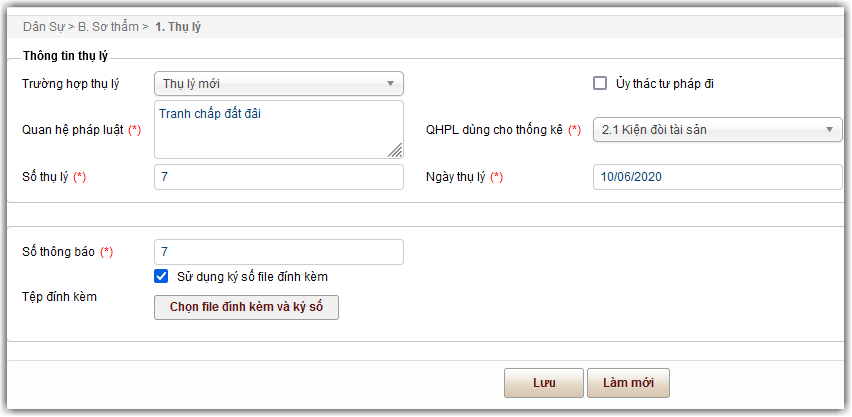 Dân Sự > B. Sơ thẩm > 1. Thụ lý
Thông tin thụ lý
Trường hợp thụ lý Thụ lý mới Ủy thác tư pháp đi
Tranh chấp đất đâi
Quan hệ pháp luật (*) QHPL dùng cho thống kê (*) 2.1 Kiện đòi tài sản
Số thụ lý (*) 7 Ngày thụ lý (*) 10/06/2020
Số thông báo (*) 7
Sử dụng ký số file đính kèm
Tệp đính kèm
Chọn file đính kèm và ký số
Lưu Làm mới